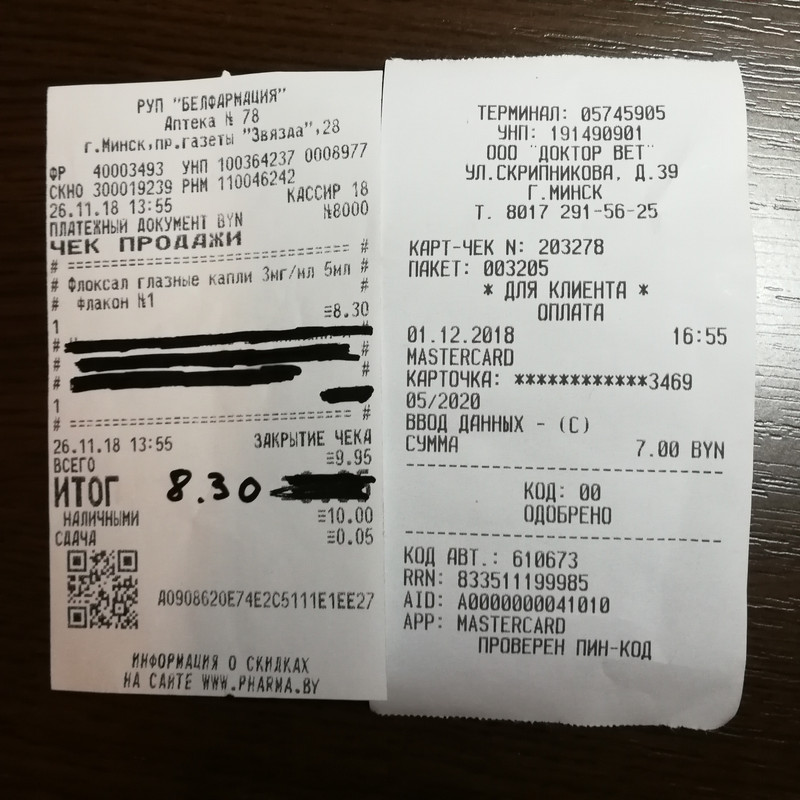 РУП "БЕЛФАРМАЦИЯ"
Аптека № 78
г.Минск,пр.газеты "Звязда",28
ФР 40003493 УНП 100364237 0008977
СКНО 300019239 РНМ 110046242
26.11.18 13:55 КАССИР 18
ПЛАТЕЖНЫЙ ДОКУМЕНТ BYN №8000
ЧЕК ПРОДАЖИ
# ============================ #
# Флоксал глазные капли 3мг/мл 5мл #
# флакон №1 #
1 =8.30
#
#
#
1
# ============================ #
26.11.18 13:55 ЗАКРЫТИЕ ЧЕКА
ВСЕГО =9.95
ИТОГ 8.30
НАЛИЧНЫМИ =10.00
СДАЧА =0.05
A0908620E74E2C5111E1EE27
ИНФОРМАЦИЯ О СКИДКАХ
НА САЙТЕ WWW.PHARMA.BY
ТЕРМИНАЛ: 05745905
УНП: 191490901
ООО "ДОКТОР ВЕТ"
УЛ.СКРИПНИКОВА, Д.39
Г.МИНСК
Т. 8017 291-56-25
КАРТ-ЧЕК N: 203278
ПАКЕТ: 003205
* ДЛЯ КЛИЕНТА *
ОПЛАТА
01.12.2018 16:55
MASTERCARD
КАРТОЧКА: ************3469
05/2020
ВВОД ДАННЫХ - (C)
СУММА 7.00 BYN
КОД: 00
ОДОБРЕНО
КОД АВТ.: 610673
RRN: 833511199985
AID: A0000000041010
APP: MASTERCARD
ПРОВЕРЕН ПИН-КОД